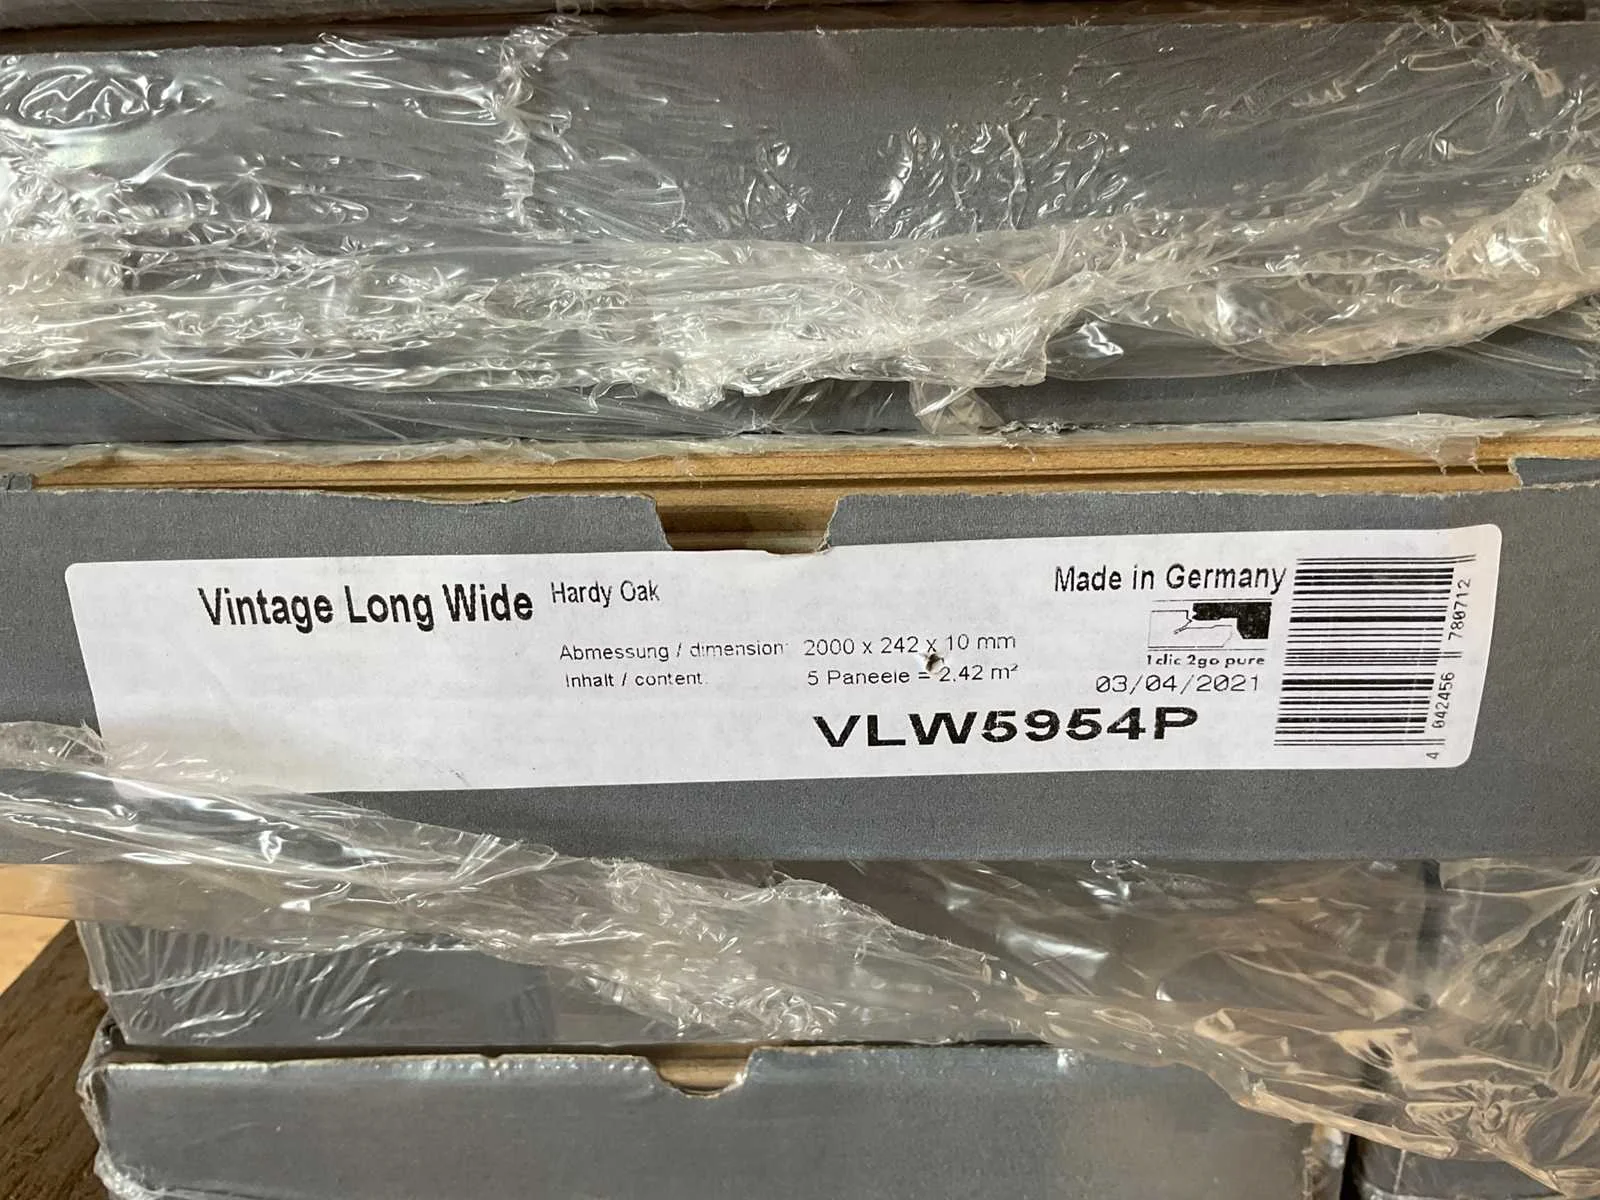 Vintage Long Wide Hardy Oak
Made in Germany
Abmessung / dimension: 2000 x 242 x 10 mm
Inhalt / content: 5 Paneele = 2.42 m²
1clic 2go pure
03/04/2021
VLW5954P
4 042456 780712